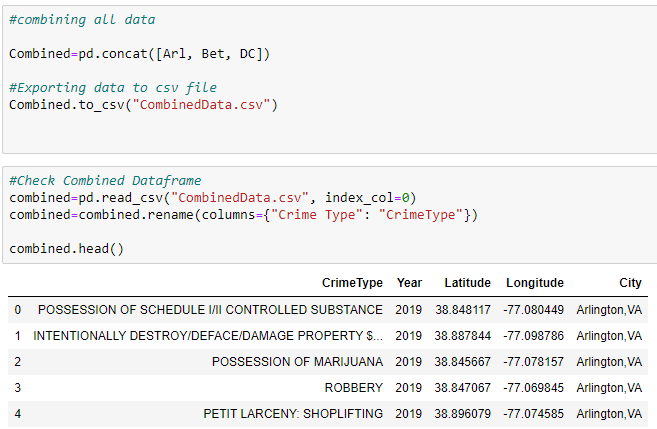 #combining all data
Combined=pd.concat([Arl, Bet, DC])
#Exporting data to csv file
Combined.to_csv("CombinedData.csv")
#Check Combined Dataframe
combined=pd.read_csv("CombinedData.csv", index_col=0)
combined=combined.rename(columns={"Crime Type": "CrimeType"})
combined.head()
CrimeType Year Latitude Longitude City
0 POSSESSION OF SCHEDULE I/II CONTROLLED SUBSTANCE 2019 38.848117 -77.080449 Arlington,VA
1 INTENTIONALLY DESTROY/DEFACE/DAMAGE PROPERTY $... 2019 38.887844 -77.098786 Arlington,VA
2 POSSESSION OF MARIJUANA 2019 38.845667 -77.078157 Arlington,VA
3 ROBBERY 2019 38.847067 -77.069845 Arlington,VA
4 PETIT LARCENY: SHOPLIFTING 2019 38.896079 -77.074585 Arlington,VA